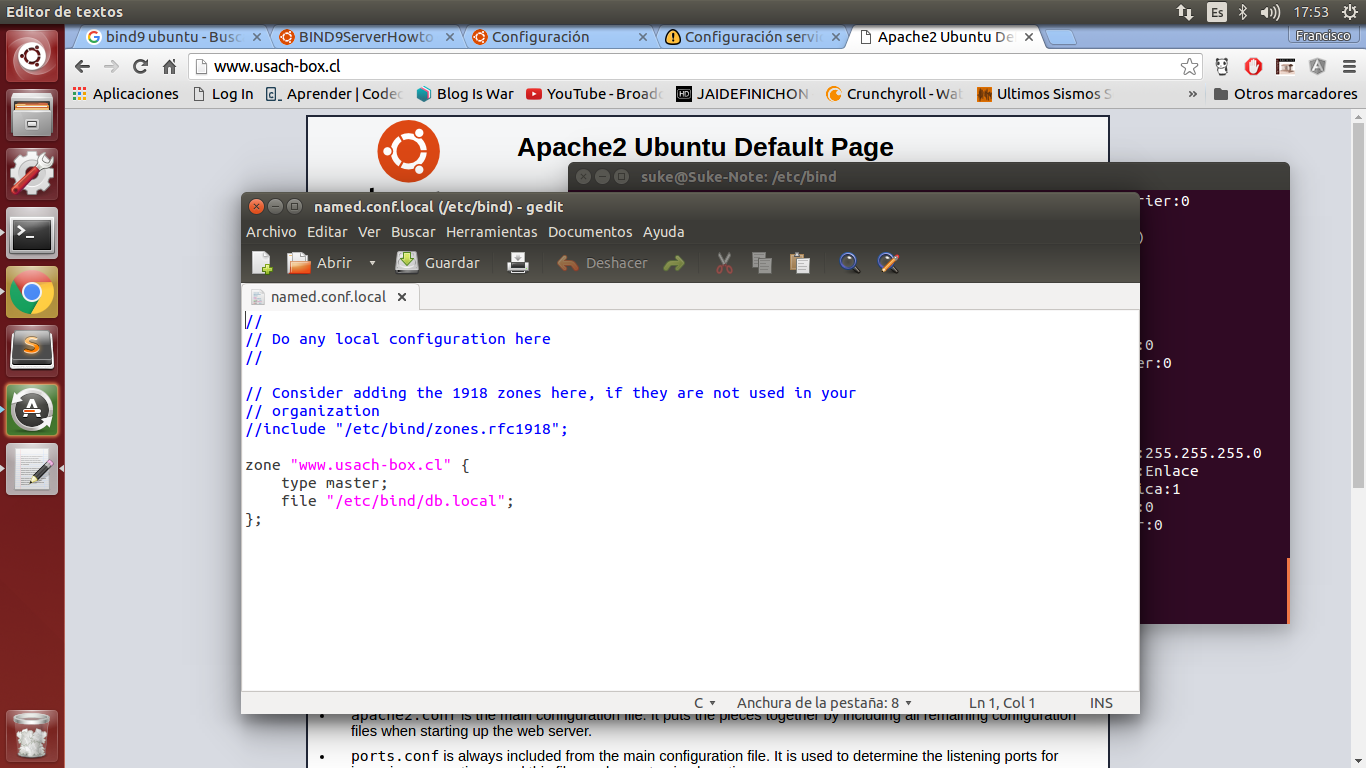 Editor de textos
Es
17:53
bind9 ubuntu - Bus
BIND9ServerHowto
Configuración
Configuración servi
Apache2 Ubuntu De
Francisco
www.usach-box.cl
Aplicaciones
Log In
Aprender | Codec
Blog Is War
YouTube - Broad
JAIDEFINICHON
Crunchyroll - Wat
Ultimos Sismos S
»
Otros marcadores
Apache2 Ubuntu Default Page
suke@Suke-Note: /etc/bind
named.conf.local (/etc/bind) - gedit
Archivo Editar Ver Buscar Herramientas Documentos Ayuda
Abrir
Guardar
Deshacer
named.conf.local
//
// Do any local configuration here
//
// Consider adding the 1918 zones here, if they are not used in your
// organization
//include "/etc/bind/zones.rfc1918";
zone "www.usach-box.cl" {
type master;
file "/etc/bind/db.local";
};
rier:0
)
:0
er:0
:255.255.255.0
:Enlace
ica:1
:0
r:0
C
Anchura de la pestaña: 8
Ln 1, Col 1
INS
apache2.conf is the main configuration file. It puts the pieces together by including all remaining configuration
files when starting up the web server.
ports.conf is always included from the main configuration file. It is used to determine the listening ports for